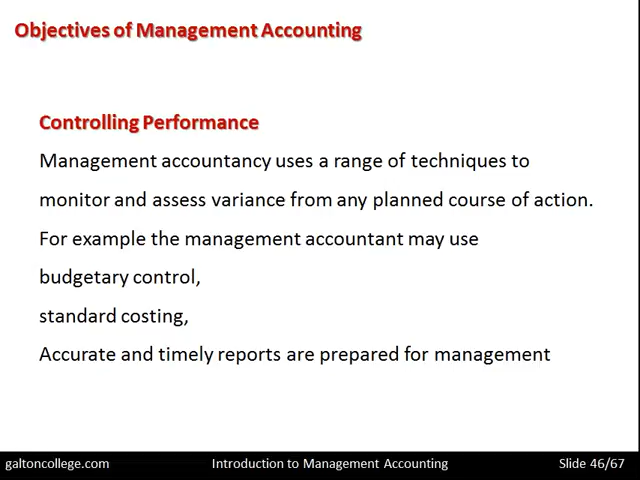 Objectives of Management Accounting
Controlling Performance
Management accountancy uses a range of techniques to
monitor and assess variance from any planned course of action.
For example the management accountant may use
budgetary control,
standard costing,
Accurate and timely reports are prepared for management
galtoncollege.com
Introduction to Management Accounting
Slide 46/67